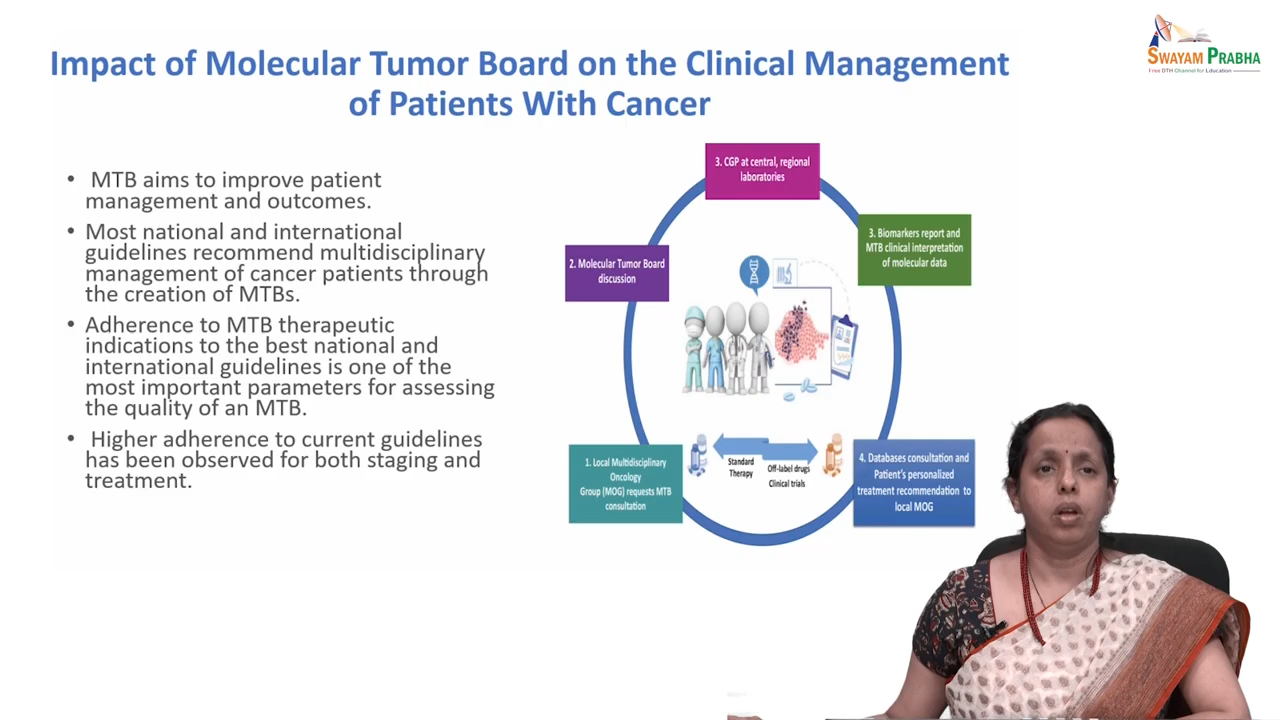 Impact of Molecular Tumor Board on the Clinical Management
of Patients With Cancer
SWAYAM PRABHA
Free DTH Channel for Education
• MTB aims to improve patient
management and outcomes.
• Most national and international
guidelines recommend multidisciplinary
management of cancer patients through
the creation of MTBs.
• Adherence to MTB therapeutic
indications to the best national and
international guidelines is one of the
most important parameters for assessing
the quality of an MTB.
• Higher adherence to current guidelines
has been observed for both staging and
treatment.
3. CGP at central, regional
laboratories
3. Biomarkers report and
MTB clinical interpretation
of molecular data
2. Molecular Tumor Board
discussion
1. Local Multidisciplinary
Oncology
Group (MOG) requests MTB
consultation
Standard
Therapy
Off-label drugs
Clinical trials
4. Databases consultation and
Patient's personalized
treatment recommendation to
local MOG